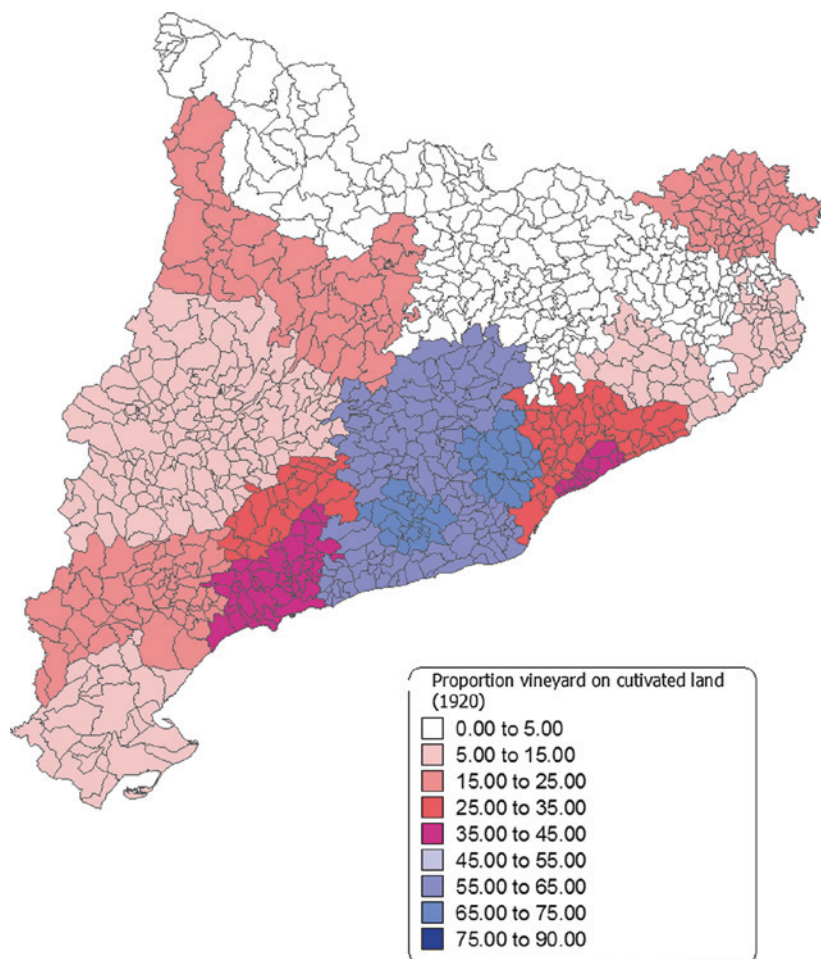 Proportion vineyard on cutivated land
(1920)
0.00 to 5.00
5.00 to 15.00
15.00 to 25.00
25.00 to 35.00
35.00 to 45.00
45.00 to 55.00
55.00 to 65.00
65.00 to 75.00
75.00 to 90.00